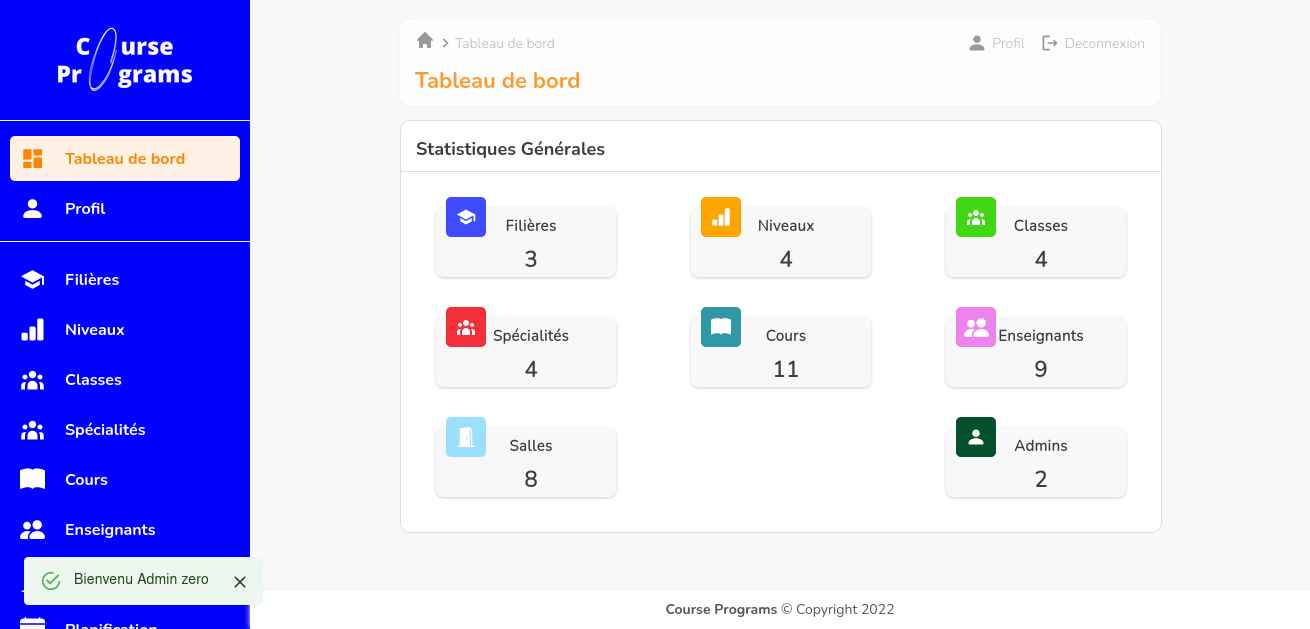 Course
Programs
Tableau de bord
Profil
Filières
Niveaux
Classes
Spécialités
Cours
Enseignants
Planification
Bienvenu Admin zero
Tableau de bord
Profil
Deconnexion
Tableau de bord
Statistiques Générales
Filières
3
Niveaux
4
Classes
4
Spécialités
4
Cours
11
Enseignants
9
Salles
8
Admins
2
Course Programs © Copyright 2022